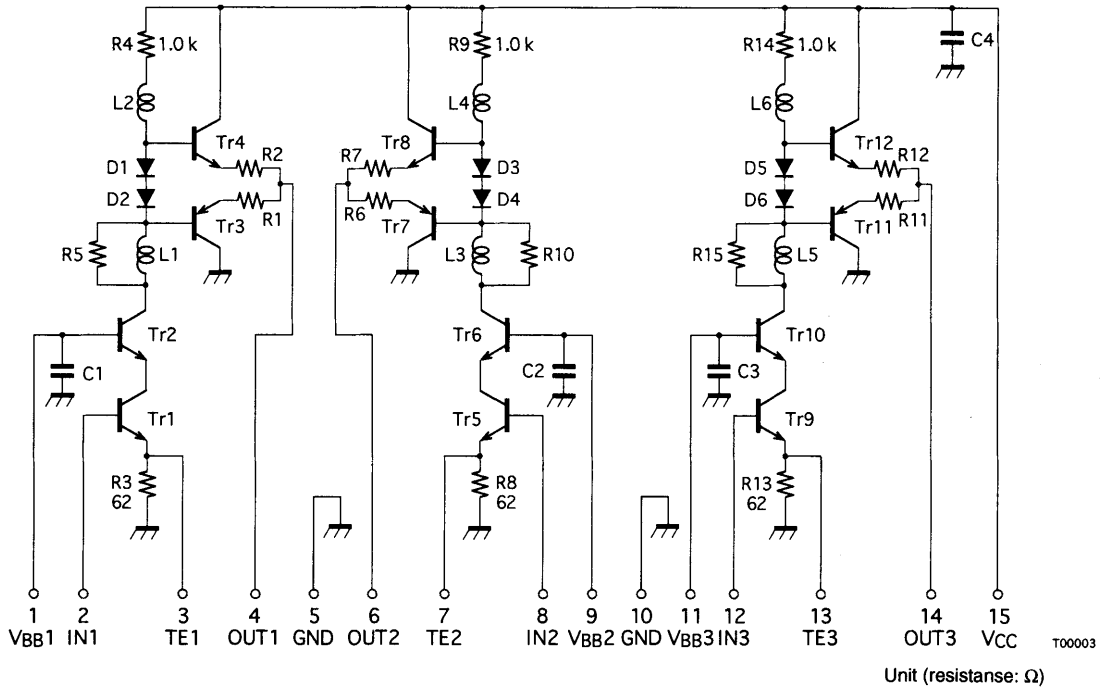 R4 1.0 k R9 1.0 k R14 1.0 k C4
L2 L4 L6
Tr4 Tr8 Tr12
D1 R2 R7 D3 D5 R12
D2 R1 R6 D4 D6 R11
Tr3 Tr7 Tr11
R5 L1 L3 R10 R15 L5
Tr2 Tr6 Tr10
C1 C2 C3
Tr1 Tr5 Tr9
R3 62 R8 62 R13 62
1 2 3 4 5 6 7 8 9 10 11 12 13 14 15
VBB1 IN1 TE1 OUT1 GND OUT2 TE2 IN2 VBB2 GND VBB3 IN3 TE3 OUT3 VCC T00003
Unit (resistanse: Ω)